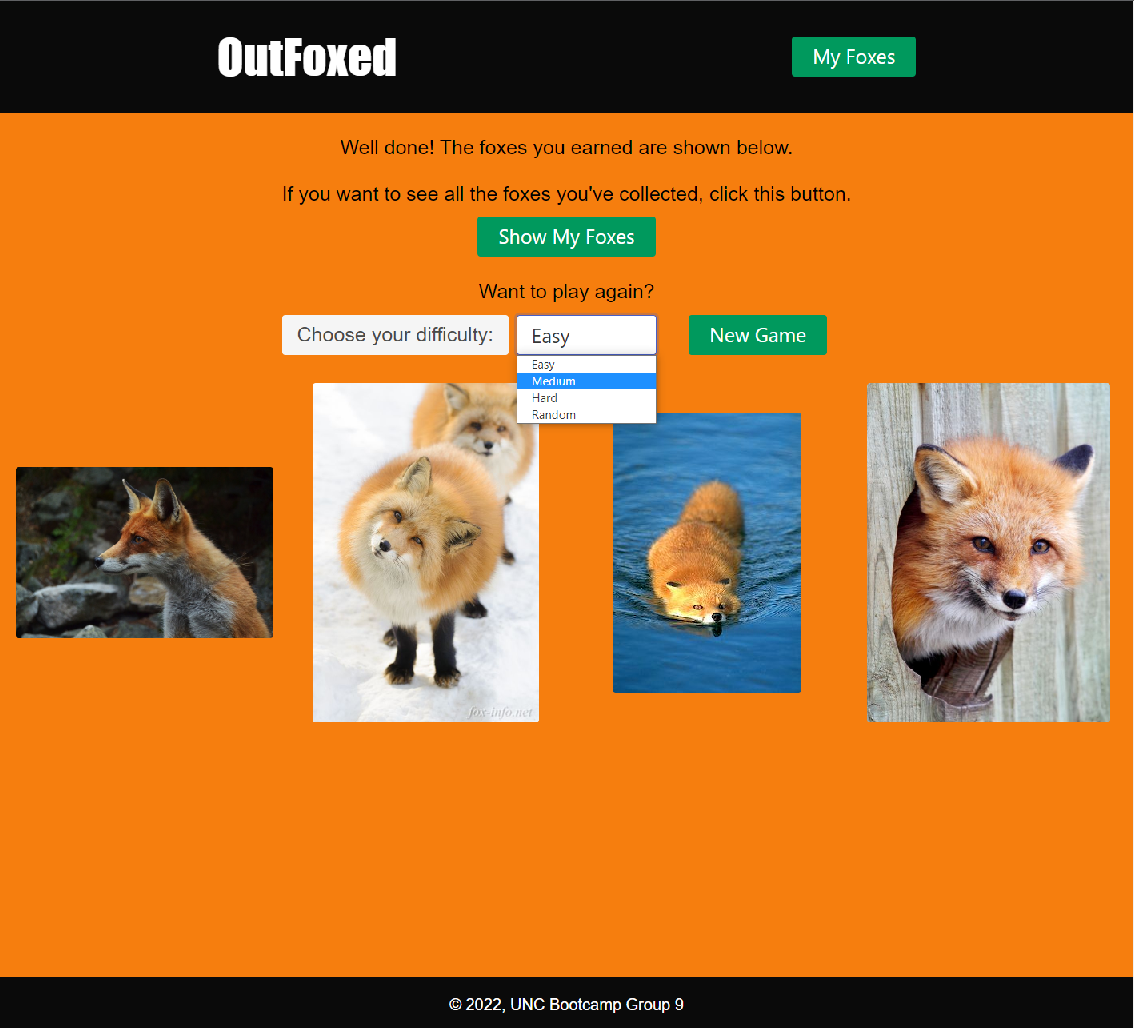 OutFoxed
My Foxes
Well done! The foxes you earned are shown below.
If you want to see all the foxes you've collected, click this button.
Show My Foxes
Want to play again?
Choose your difficulty:
Easy
New Game
Easy
Medium
Hard
Random
fox-info.net
© 2022, UNC Bootcamp Group 9